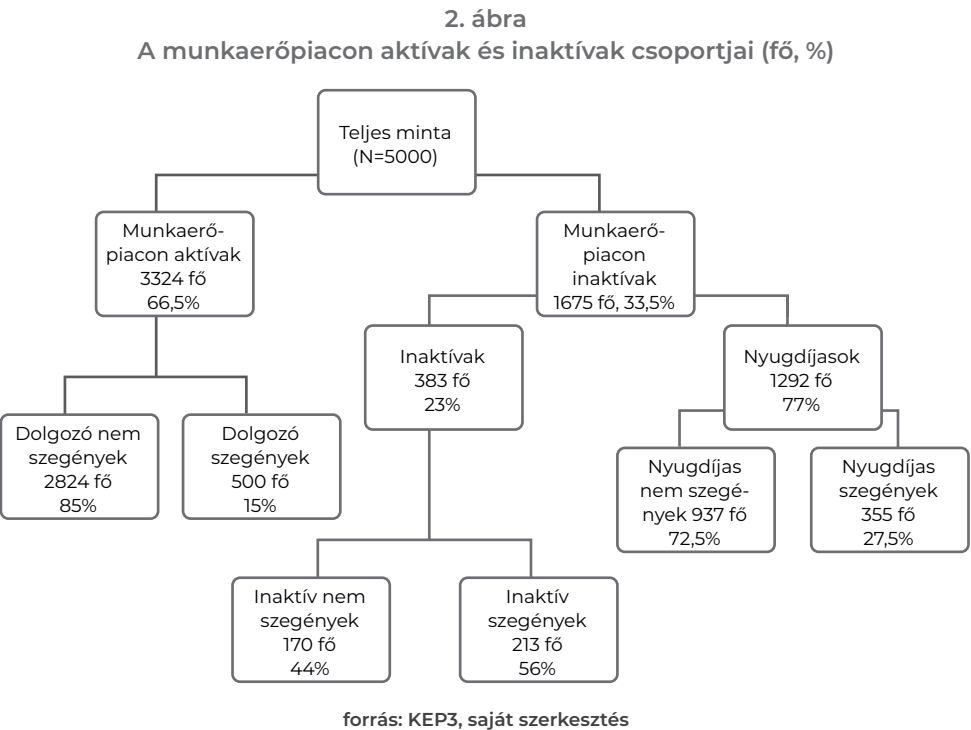 2. ábra
A munkaerőpiacon aktívak és inaktívak csoportjai (fő, %)
Teljes minta
(N=5000)
Munkaerő-
piacon aktívak
3324 fő
66,5%
Munkaerő-
piacon
inaktívak
1675 fő, 33,5%
Inaktívak
383 fő
23%
Nyugdíjasok
1292 fő
77%
Dolgozó nem
szegények
2824 fő
85%
Dolgozó
szegények
500 fő
15%
Nyugdíjas
nem szegé-
nyek 937 fő
72,5%
Nyugdíjas
szegények
355 fő
27,5%
Inaktív nem
szegények
170 fő
44%
Inaktív
szegények
213 fő
56%
forrás: KEP3, saját szerkesztés